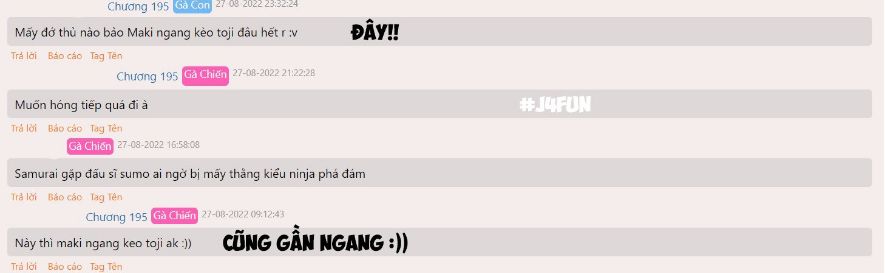 Chương 195 Gà Con 27-08-2022 23:32:24
Mấy đớ thủ nào bảo Maki ngang kèo toji đâu hết r :v ĐÂY!!
Trả lời Báo cáo Tag Tên
Chương 195 Gà Chiến 27-08-2022 21:22:28
Muốn hóng tiếp quá đi à #J4FUN
Trả lời Báo cáo Tag Tên
Gà Chiến 27-08-2022 16:58:08
Samurai gặp đấu sĩ sumo ai ngờ bị mấy thằng kiểu ninja phá đám
Trả lời Báo cáo Tag Tên
Chương 195 Gà Chiến 27-08-2022 09:12:43
Này thì maki ngang keo toji ak :)) CŨNG GẦN NGANG :))
Trả lời Báo cáo Tag Tên